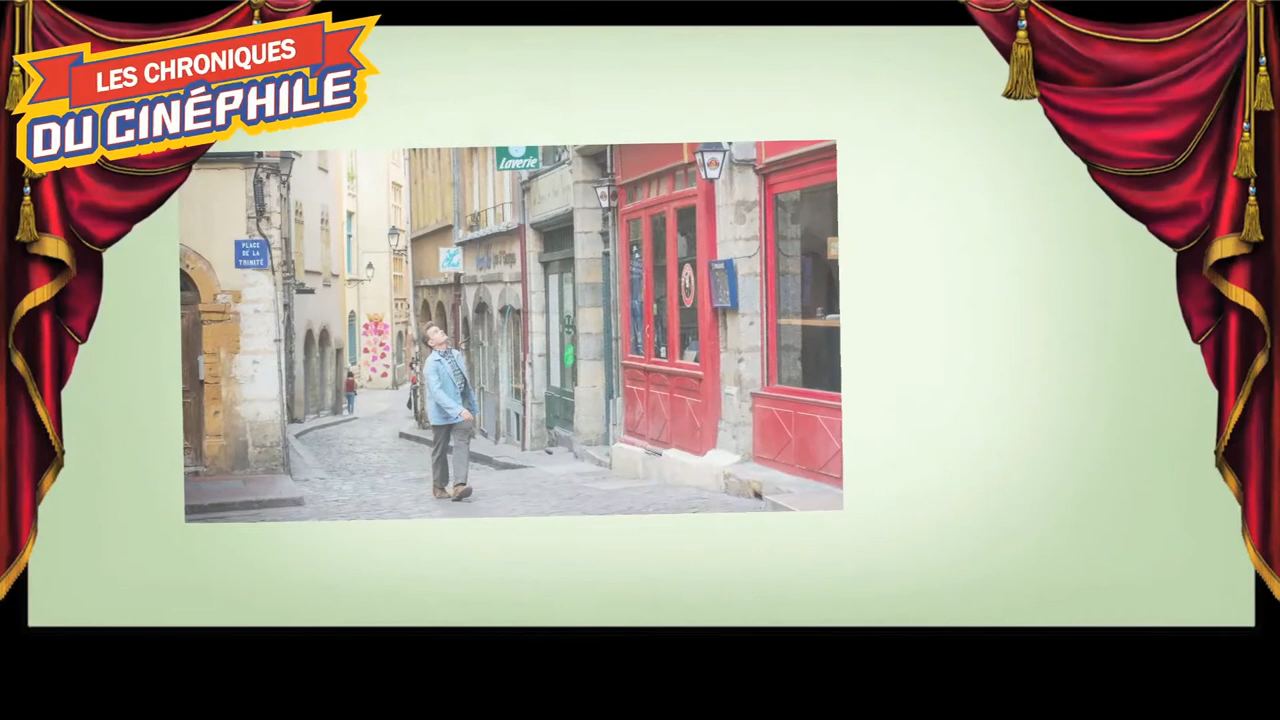 LES CHRONIQUES
DU CINÉPHILE
Laverie
PLACE
DE LA
TRINITÉ